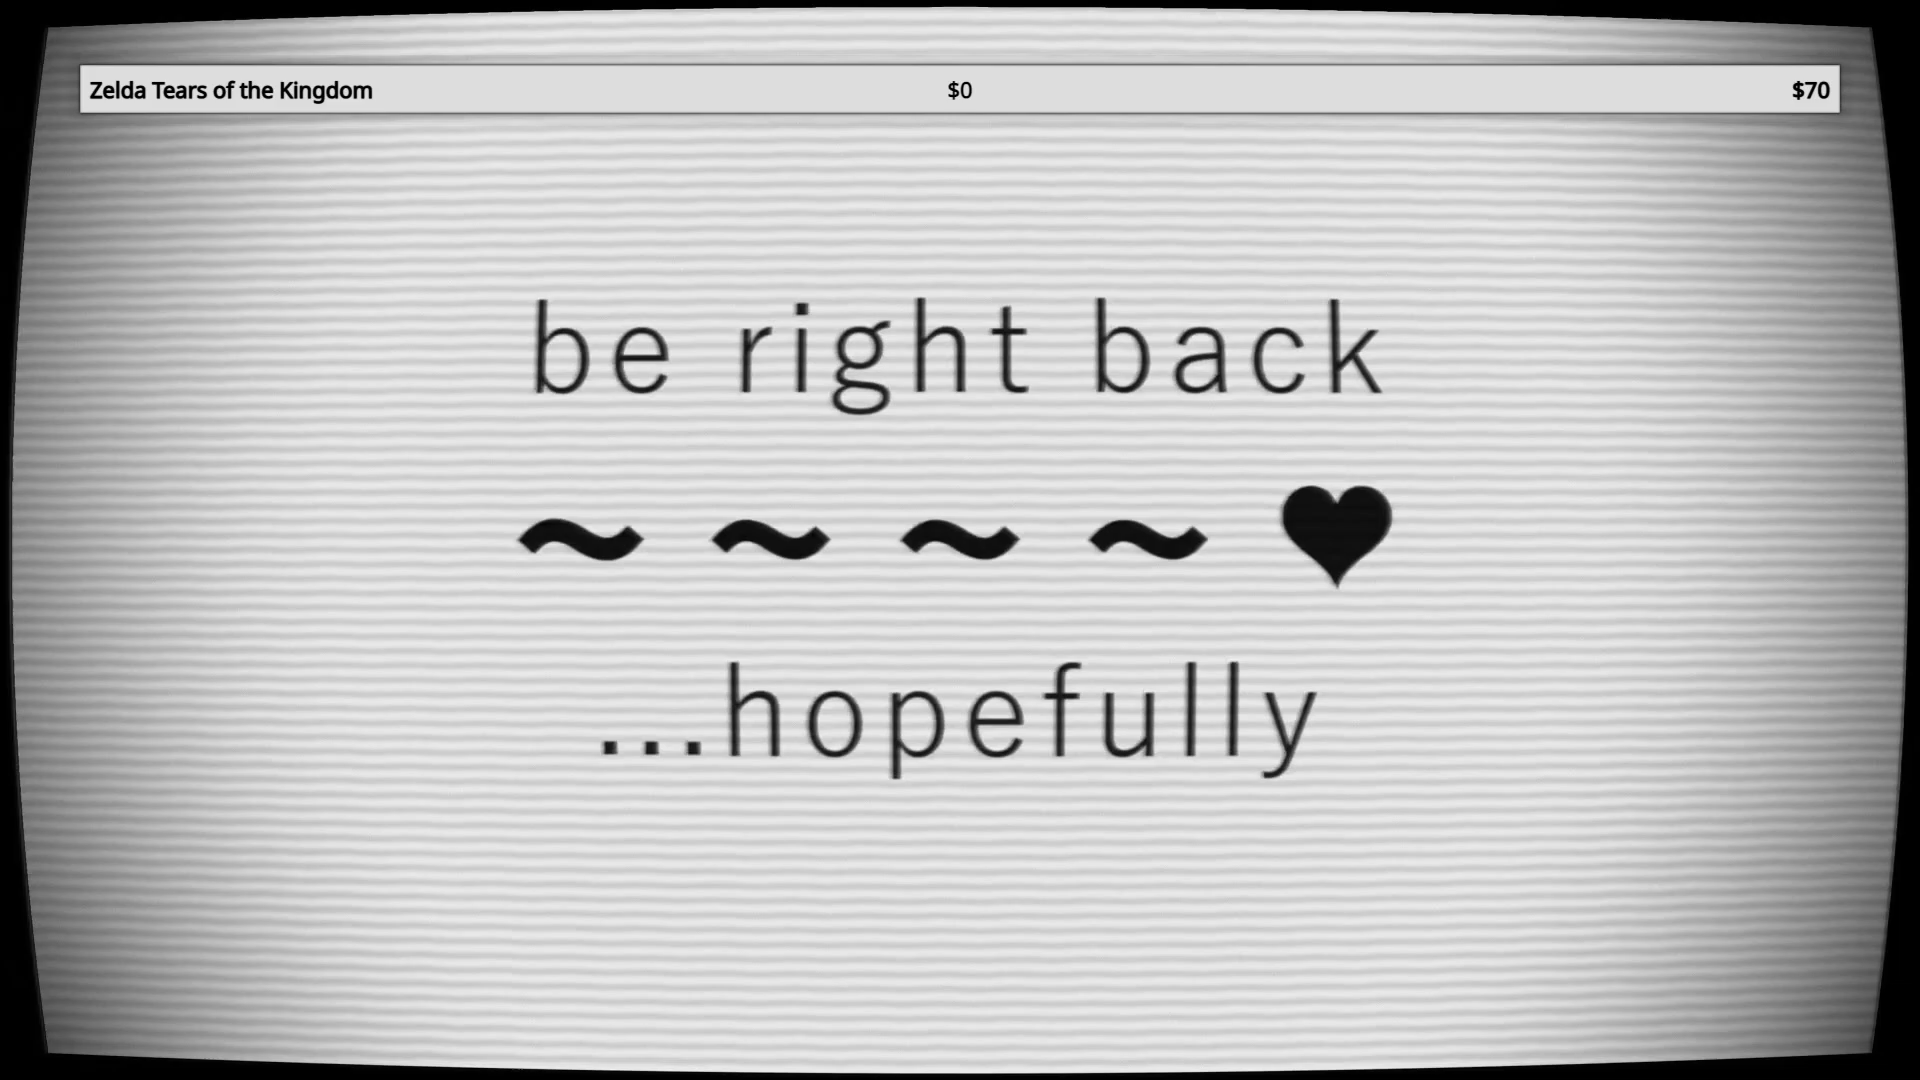 Zelda Tears of the Kingdom $0 $70
be right back
~ ~ ~ ~ ♥
...hopefully